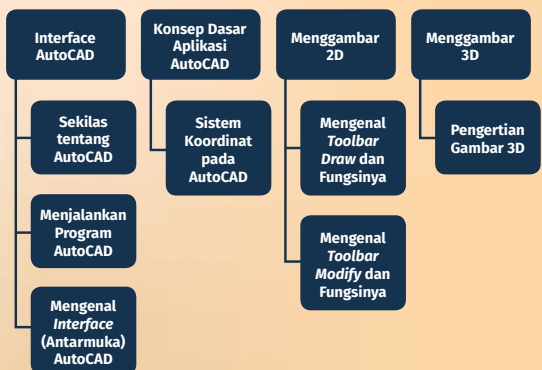 Interface
AutoCAD
Sekilas
tentang
AutoCAD
Menjalankan
Program
AutoCAD
Mengenal
Interface
(Antarmuka)
AutoCAD
Konsep Dasar
Aplikasi
AutoCAD
Sistem
Koordinat
pada
AutoCAD
Menggambar
2D
Mengenal
Toolbar
Draw dan
Fungsinya
Mengenal
Toolbar
Modify dan
Fungsinya
Menggambar
3D
Pengertian
Gambar 3D